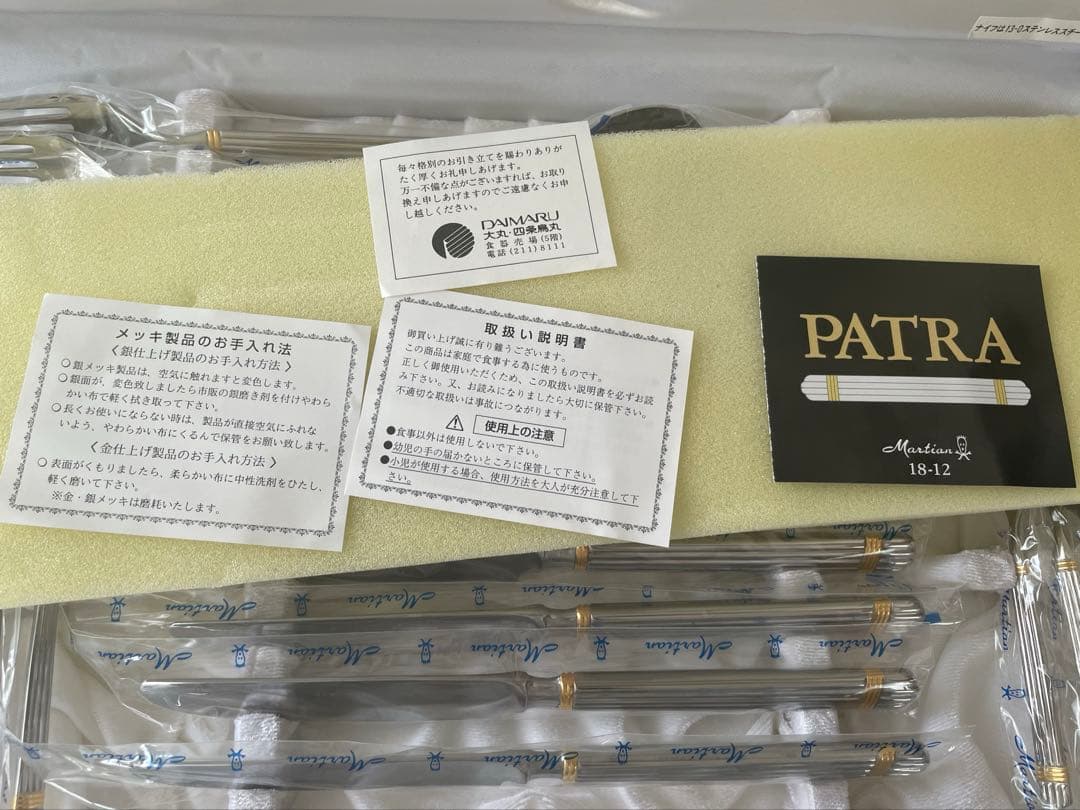 ナイフは13-0ステンレススチー
毎々格別のお引き立てを賜わりありが
たく厚くお礼申しあげます。
万一不備な点がございますれば、お取り
換え申しあげますのでご遠慮なくお申
し越しください。
DAIMARU
大丸・四条烏丸
食器売場(5階)
電話(211)8111
メッキ製品のお手入れ法
〈銀仕上げ製品のお手入れ方法〉
○銀メッキ製品は、空気に触れますと変色します。
○銀面が、変色致しましたら市販の銀磨き剤を付けやわら
かい布で軽く拭き取って下さい。
○長くお使いにならない時は、製品が直接空気にふれな
いよう、やわらかい布にくるんで保管をお願い致します。
〈金仕上げ製品のお手入れ方法〉
○表面がくもりましたら、柔らかい布に中性洗剤をひたし、
軽く磨いて下さい。
※金・銀メッキは磨耗いたします。
取扱い説明書
御買い上げ誠に有り難うございます。
この商品は家庭で食事する為に使うものです。
正しく御使用いただくため、この取扱い説明書を必ずお読
み下さい。又、お読みになりましたら大切に保管下さい。
不適切な取扱いは事故につながります。
⚠ 使用上の注意
●食事以外は使用しないで下さい。
●幼児の手の届かないところに保管して下さい。
●小児が使用する場合、使用方法を大人が充分注意して下
さい。
PATRA
Martian
18-12
Martian
Martian
Martian
Martian
Martian
Martian
Martian
Martian
Martian
Martian
Martian
Martian
Martian